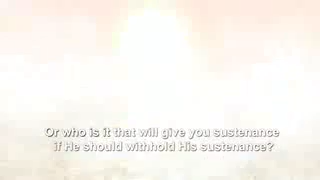 Or who is it that will give you sustenance
if He should withhold His sustenance?